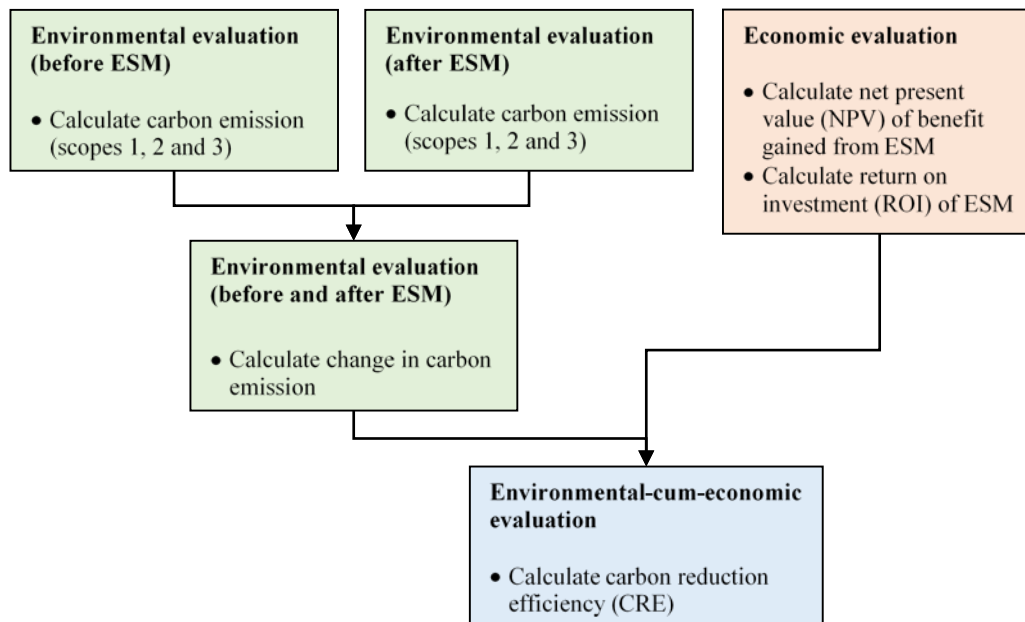 Environmental evaluation
(before ESM)
• Calculate carbon emission
(scopes 1, 2 and 3)
Environmental evaluation
(after ESM)
• Calculate carbon emission
(scopes 1, 2 and 3)
Economic evaluation
• Calculate net present
value (NPV) of benefit
gained from ESM
• Calculate return on
investment (ROI) of ESM
Environmental evaluation
(before and after ESM)
• Calculate change in carbon
emission
Environmental-cum-economic
evaluation
• Calculate carbon reduction
efficiency (CRE)